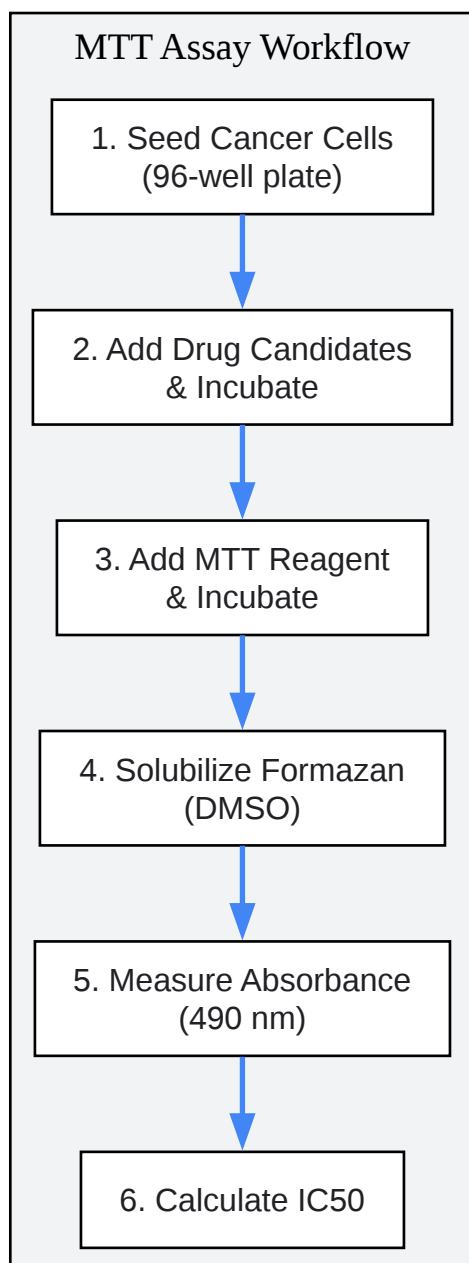 MTT Assay Workflow
1. Seed Cancer Cells
(96-well plate)
2. Add Drug Candidates
& Incubate
3. Add MTT Reagent
& Incubate
4. Solubilize Formazan
(DMSO)
5. Measure Absorbance
(490 nm)
6. Calculate IC50